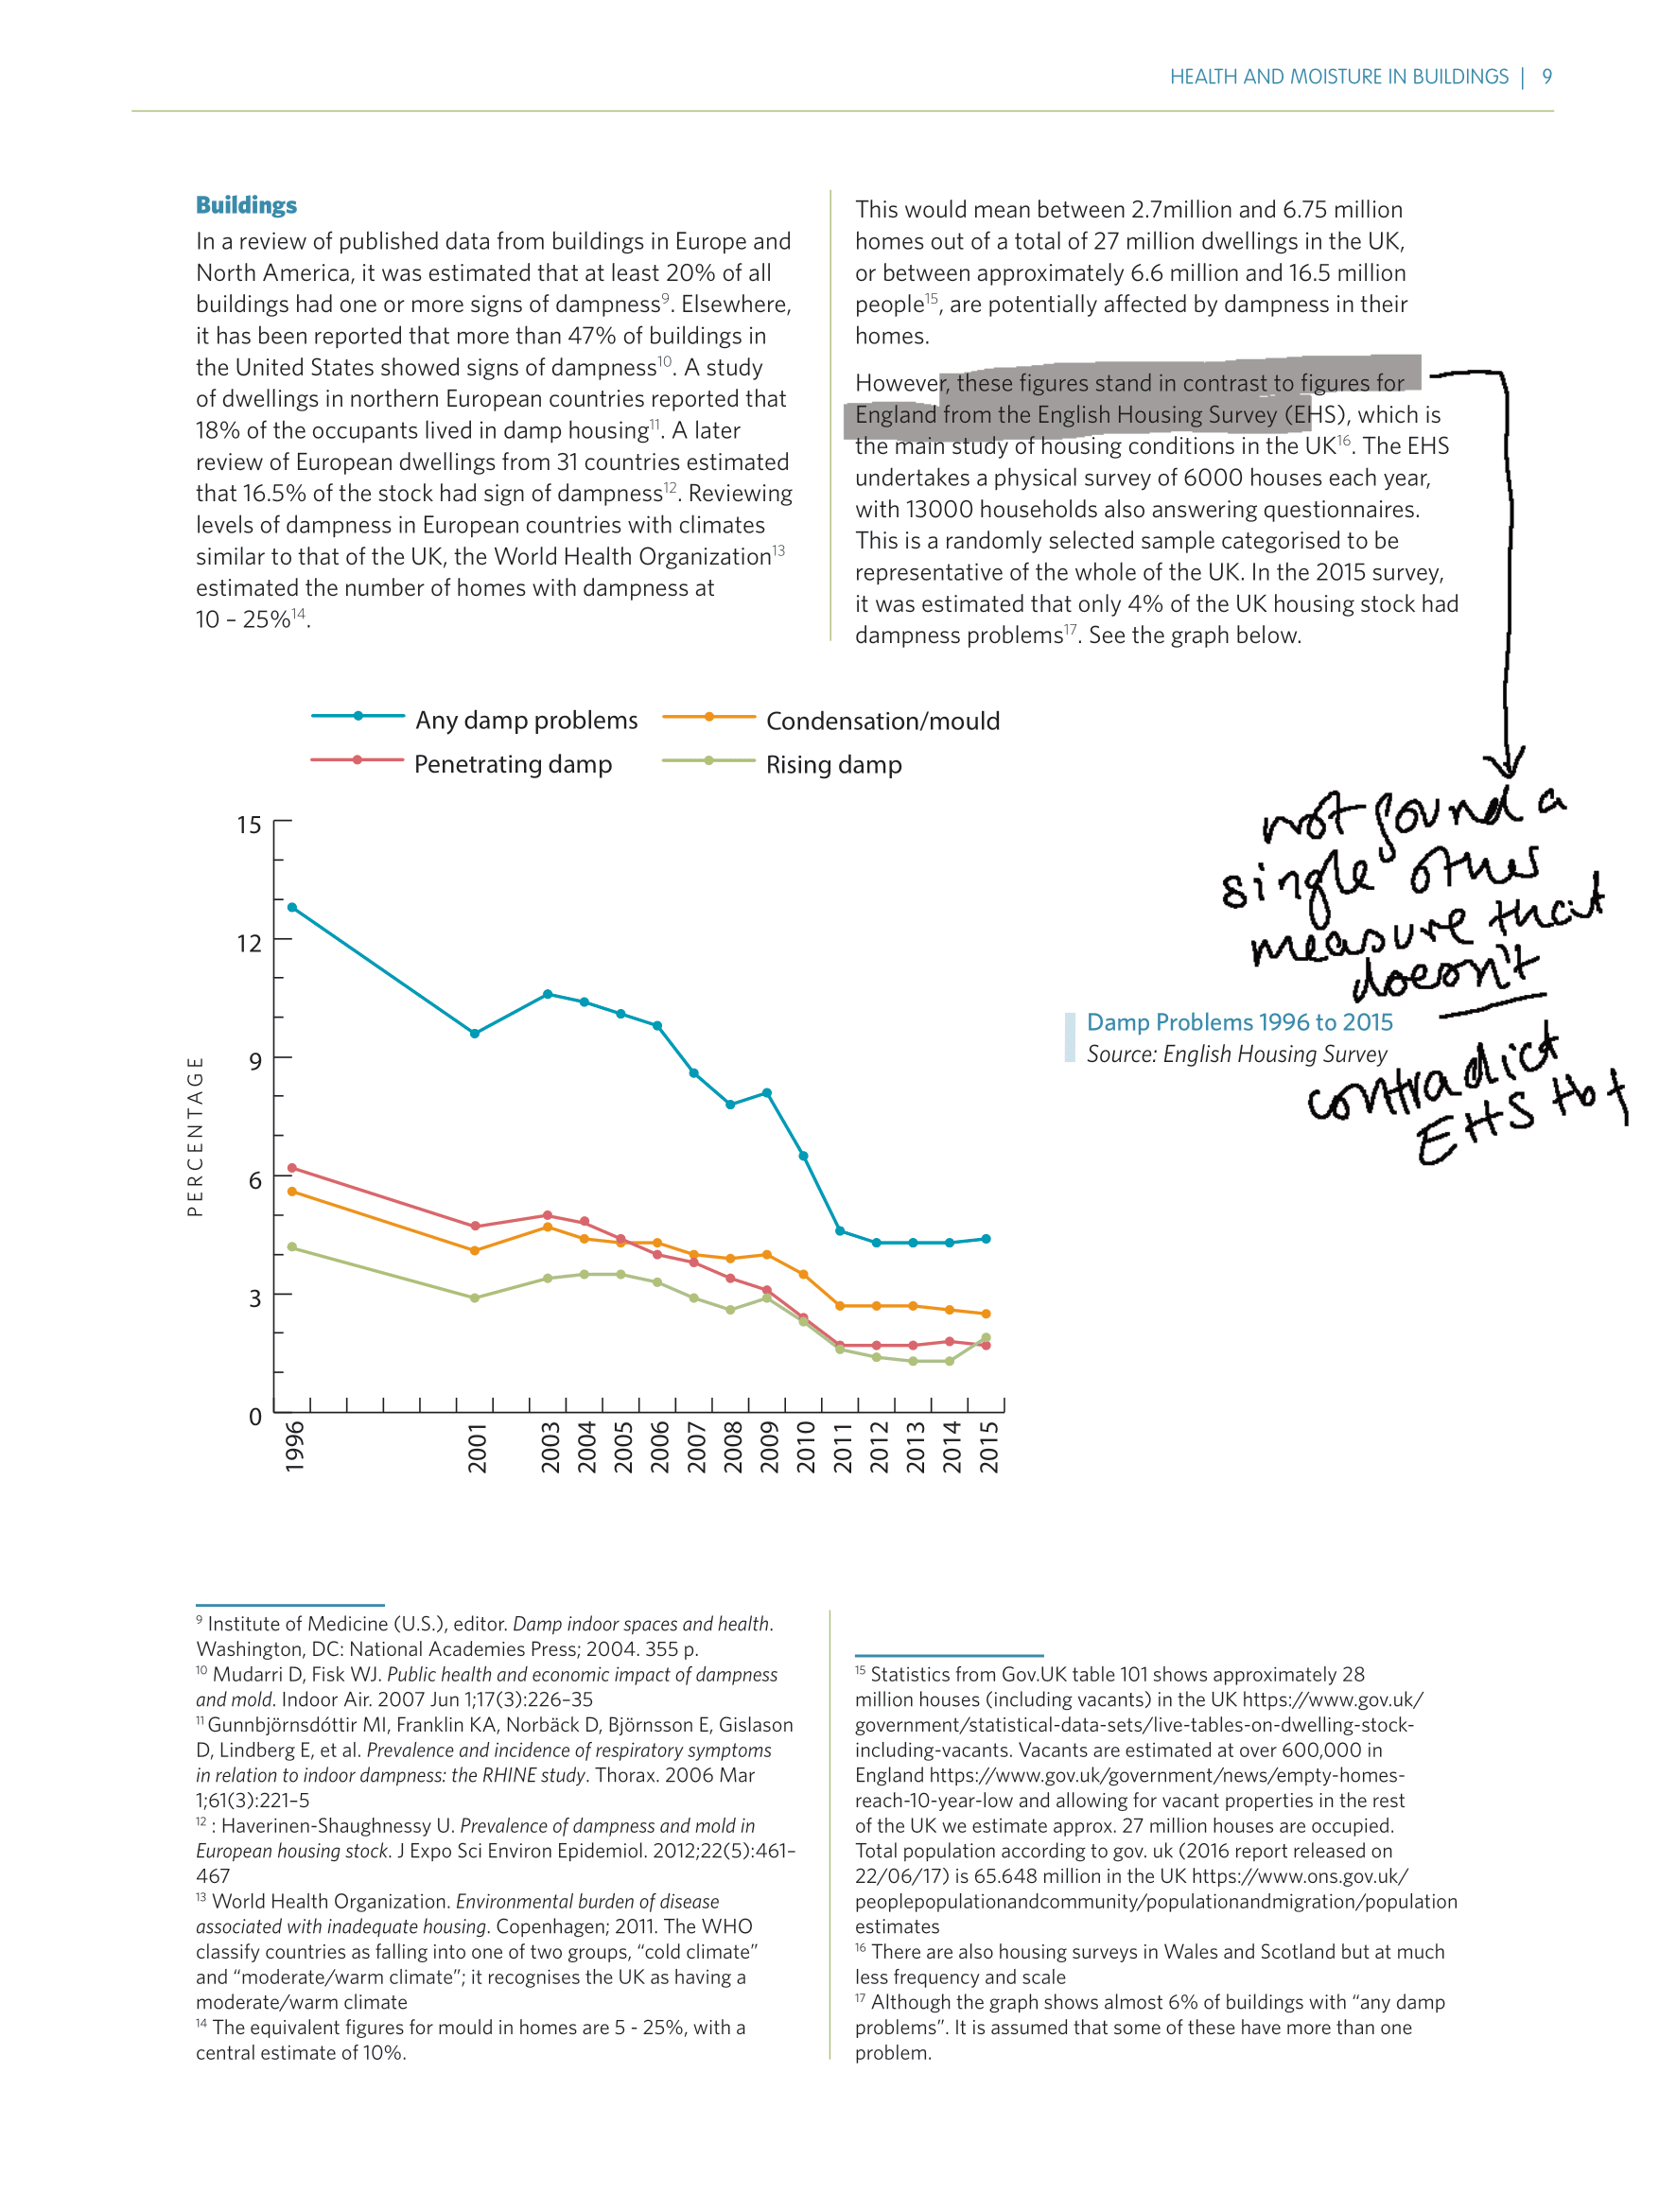 HEALTH AND MOISTURE IN BUILDINGS | 9
Buildings
In a review of published data from buildings in Europe and
North America, it was estimated that at least 20% of all
buildings had one or more signs of dampness9. Elsewhere,
it has been reported that more than 47% of buildings in
the United States showed signs of dampness10. A study
of dwellings in northern European countries reported that
18% of the occupants lived in damp housing11. A later
review of European dwellings from 31 countries estimated
that 16.5% of the stock had sign of dampness12. Reviewing
levels of dampness in European countries with climates
similar to that of the UK, the World Health Organization13
estimated the number of homes with dampness at
10 – 25%14.
This would mean between 2.7million and 6.75 million
homes out of a total of 27 million dwellings in the UK,
or between approximately 6.6 million and 16.5 million
people15, are potentially affected by dampness in their
homes.
However, these figures stand in contrast to figures for
England from the English Housing Survey (EHS), which is
the main study of housing conditions in the UK16. The EHS
undertakes a physical survey of 6000 houses each year,
with 13000 households also answering questionnaires.
This is a randomly selected sample categorised to be
representative of the whole of the UK. In the 2015 survey,
it was estimated that only 4% of the UK housing stock had
dampness problems17. See the graph below.
not found a
single other
measure that
doesn't
contradict
EHS tbf
Any damp problems
Condensation/mould
Penetrating damp
Rising damp
PERCENTAGE
15
12
9
6
3
0
1996
2001
2003
2004
2005
2006
2007
2008
2009
2010
2011
2012
2013
2014
2015
Damp Problems 1996 to 2015
Source: English Housing Survey
9 Institute of Medicine (U.S.), editor. Damp indoor spaces and health.
Washington, DC: National Academies Press; 2004. 355 p.
10 Mudarri D, Fisk WJ. Public health and economic impact of dampness
and mold. Indoor Air. 2007 Jun 1;17(3):226–35
11 Gunnbjörnsdóttir MI, Franklin KA, Norbäck D, Björnsson E, Gislason
D, Lindberg E, et al. Prevalence and incidence of respiratory symptoms
in relation to indoor dampness: the RHINE study. Thorax. 2006 Mar
1;61(3):221–5
12 : Haverinen-Shaughnessy U. Prevalence of dampness and mold in
European housing stock. J Expo Sci Environ Epidemiol. 2012;22(5):461–
467
13 World Health Organization. Environmental burden of disease
associated with inadequate housing. Copenhagen; 2011. The WHO
classify countries as falling into one of two groups, “cold climate”
and “moderate/warm climate”; it recognises the UK as having a
moderate/warm climate
14 The equivalent figures for mould in homes are 5 - 25%, with a
central estimate of 10%.
15 Statistics from Gov.UK table 101 shows approximately 28
million houses (including vacants) in the UK https://www.gov.uk/
government/statistical-data-sets/live-tables-on-dwelling-stock-
including-vacants. Vacants are estimated at over 600,000 in
England https://www.gov.uk/government/news/empty-homes-
reach-10-year-low and allowing for vacant properties in the rest
of the UK we estimate approx. 27 million houses are occupied.
Total population according to gov. uk (2016 report released on
22/06/17) is 65.648 million in the UK https://www.ons.gov.uk/
peoplepopulationandcommunity/populationandmigration/population
estimates
16 There are also housing surveys in Wales and Scotland but at much
less frequency and scale
17 Although the graph shows almost 6% of buildings with “any damp
problems”. It is assumed that some of these have more than one
problem.